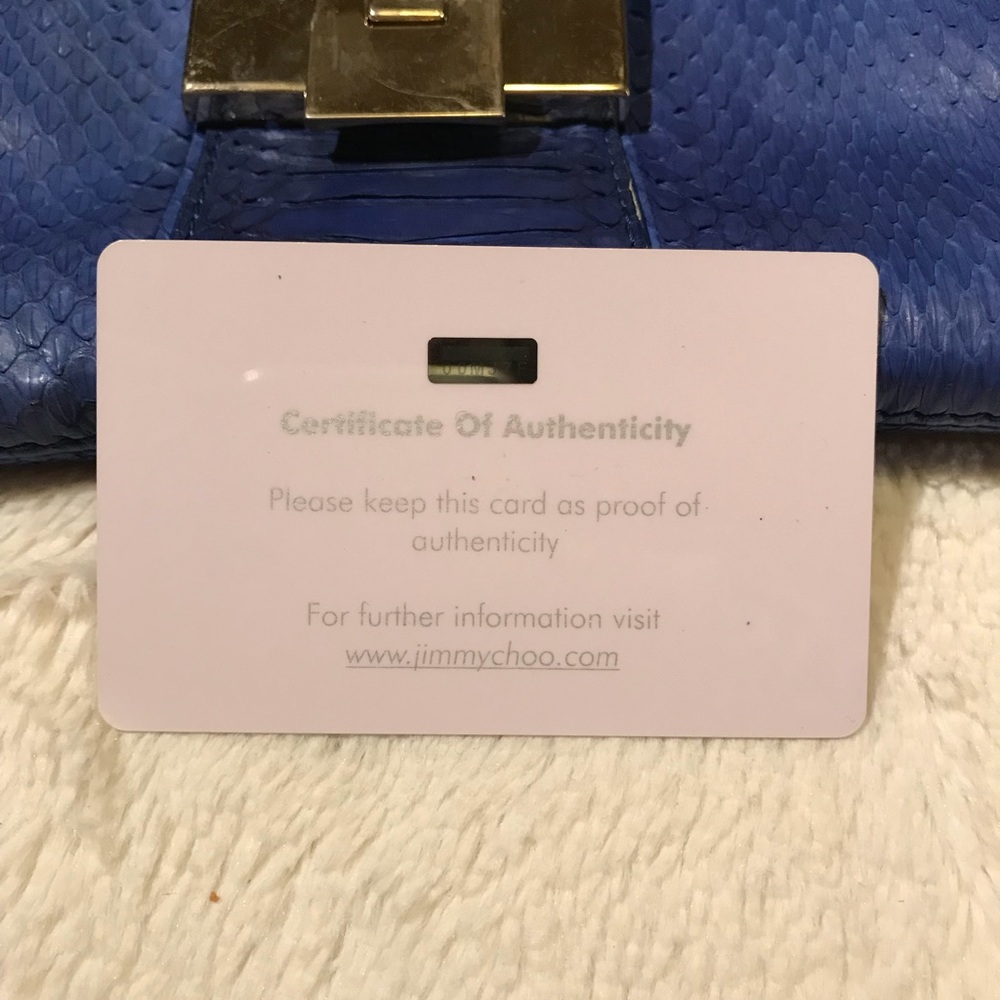 Certificate Of Authenticity
Please keep this card as proof of
authenticity
For further information visit
www.jimmychoo.com